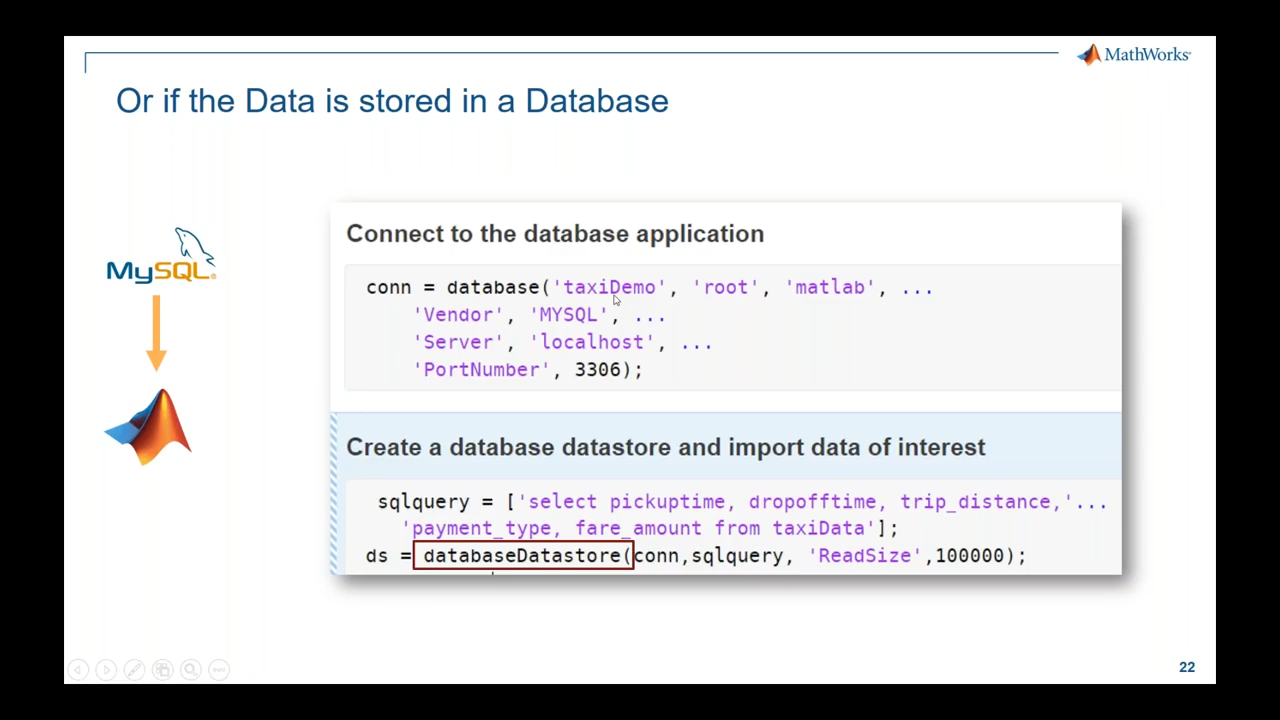 MathWorks®
Or if the Data is stored in a Database
MySQL®
Connect to the database application
conn = database('taxiDemo', 'root', 'matlab', ...
'Vendor', 'MYSQL', ...
'Server', 'localhost', ...
'PortNumber', 3306);
Create a database datastore and import data of interest
sqlquery = ['select pickuptime, dropofftime, trip_distance,'...
'payment_type, fare_amount from taxiData'];
ds = databaseDatastore(conn,sqlquery, 'ReadSize',100000);
22